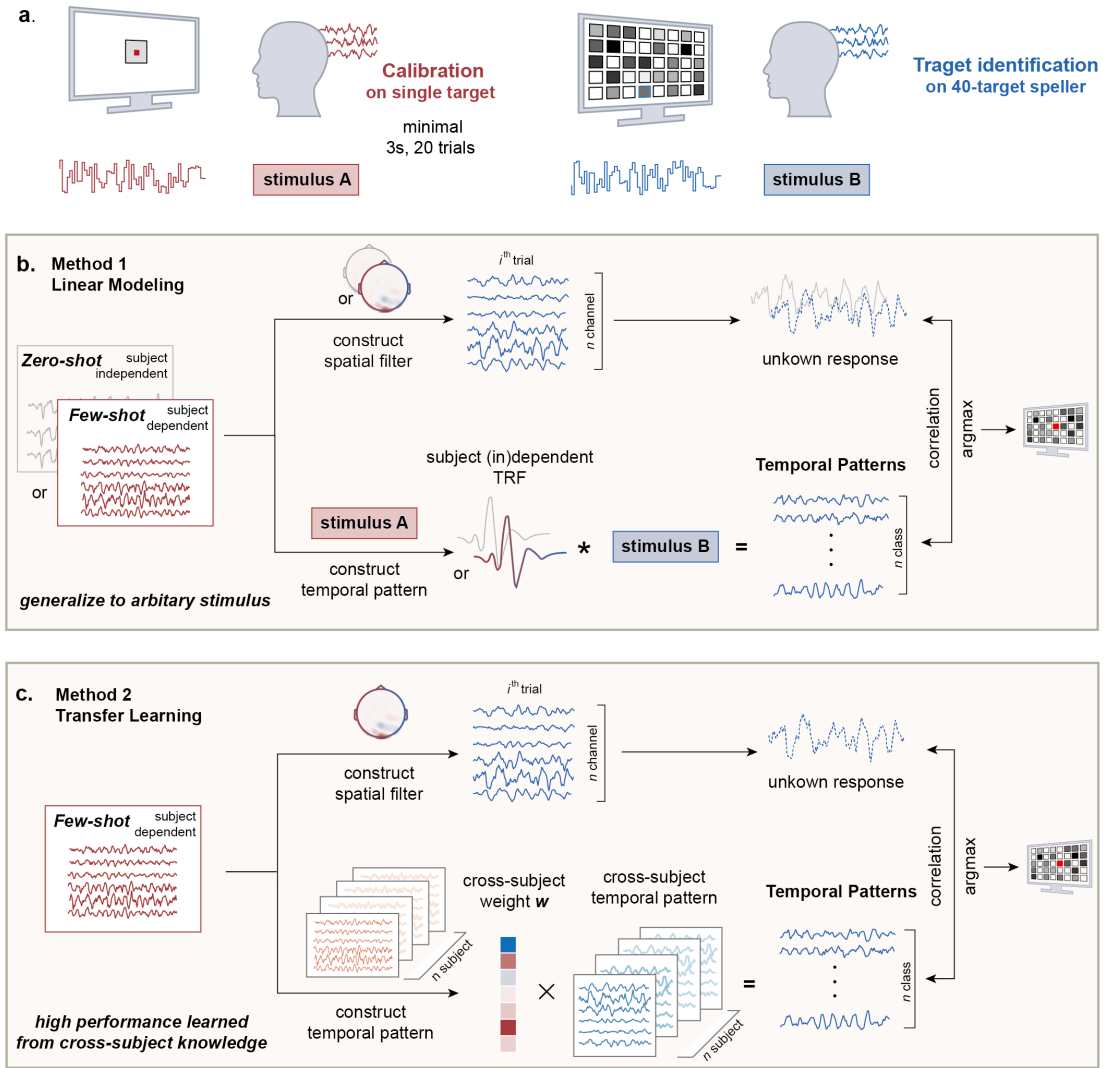 a.
Calibration
on single target
minimal
3s, 20 trials
stimulus A
Traget identification
on 40-target speller
stimulus B
b. Method 1
Linear Modeling
Zero-shot subject
independent
Few-shot subject
dependent
or
or
construct
spatial filter
ith trial
n channel
unkown response
subject (in)dependent
TRF
stimulus A
construct
temporal pattern
or
*
stimulus B
=
Temporal Patterns
n class
correlation
argmax
generalize to arbitary stimulus
c. Method 2
Transfer Learning
Few-shot subject
dependent
construct
spatial filter
ith trial
n channel
unkown response
n subject
construct
temporal pattern
cross-subject
weight w
×
cross-subject
temporal pattern
n subject
=
Temporal Patterns
n class
correlation
argmax
high performance learned
from cross-subject knowledge